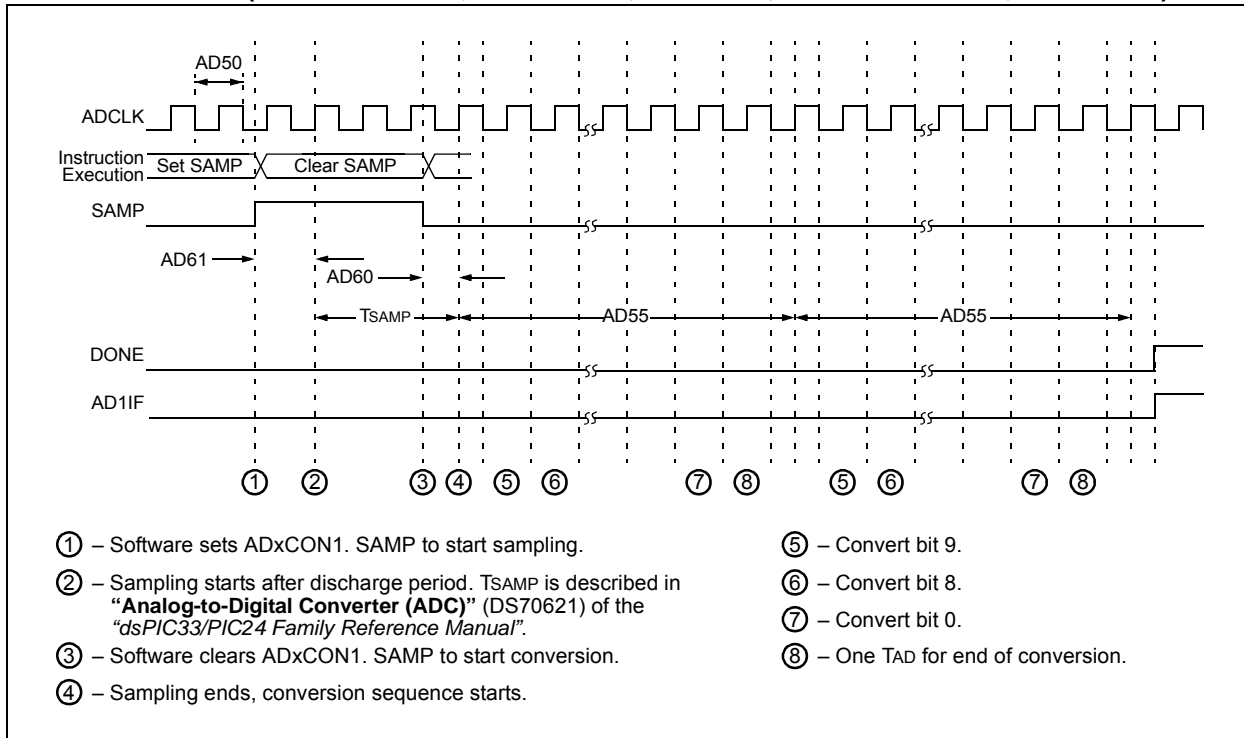 AD50
ADCLK
Instruction
Execution
Set SAMP
Clear SAMP
SAMP
AD61
AD60
TSAMP
AD55
AD55
DONE
AD1IF
1 2 3 4 5 6 7 8 5 6 7 8
1 – Software sets ADxCON1. SAMP to start sampling.
2 – Sampling starts after discharge period. TSAMP is described in
“Analog-to-Digital Converter (ADC)” (DS70621) of the
“dsPIC33/PIC24 Family Reference Manual”.
3 – Software clears ADxCON1. SAMP to start conversion.
4 – Sampling ends, conversion sequence starts.
5 – Convert bit 9.
6 – Convert bit 8.
7 – Convert bit 0.
8 – One TAD for end of conversion.